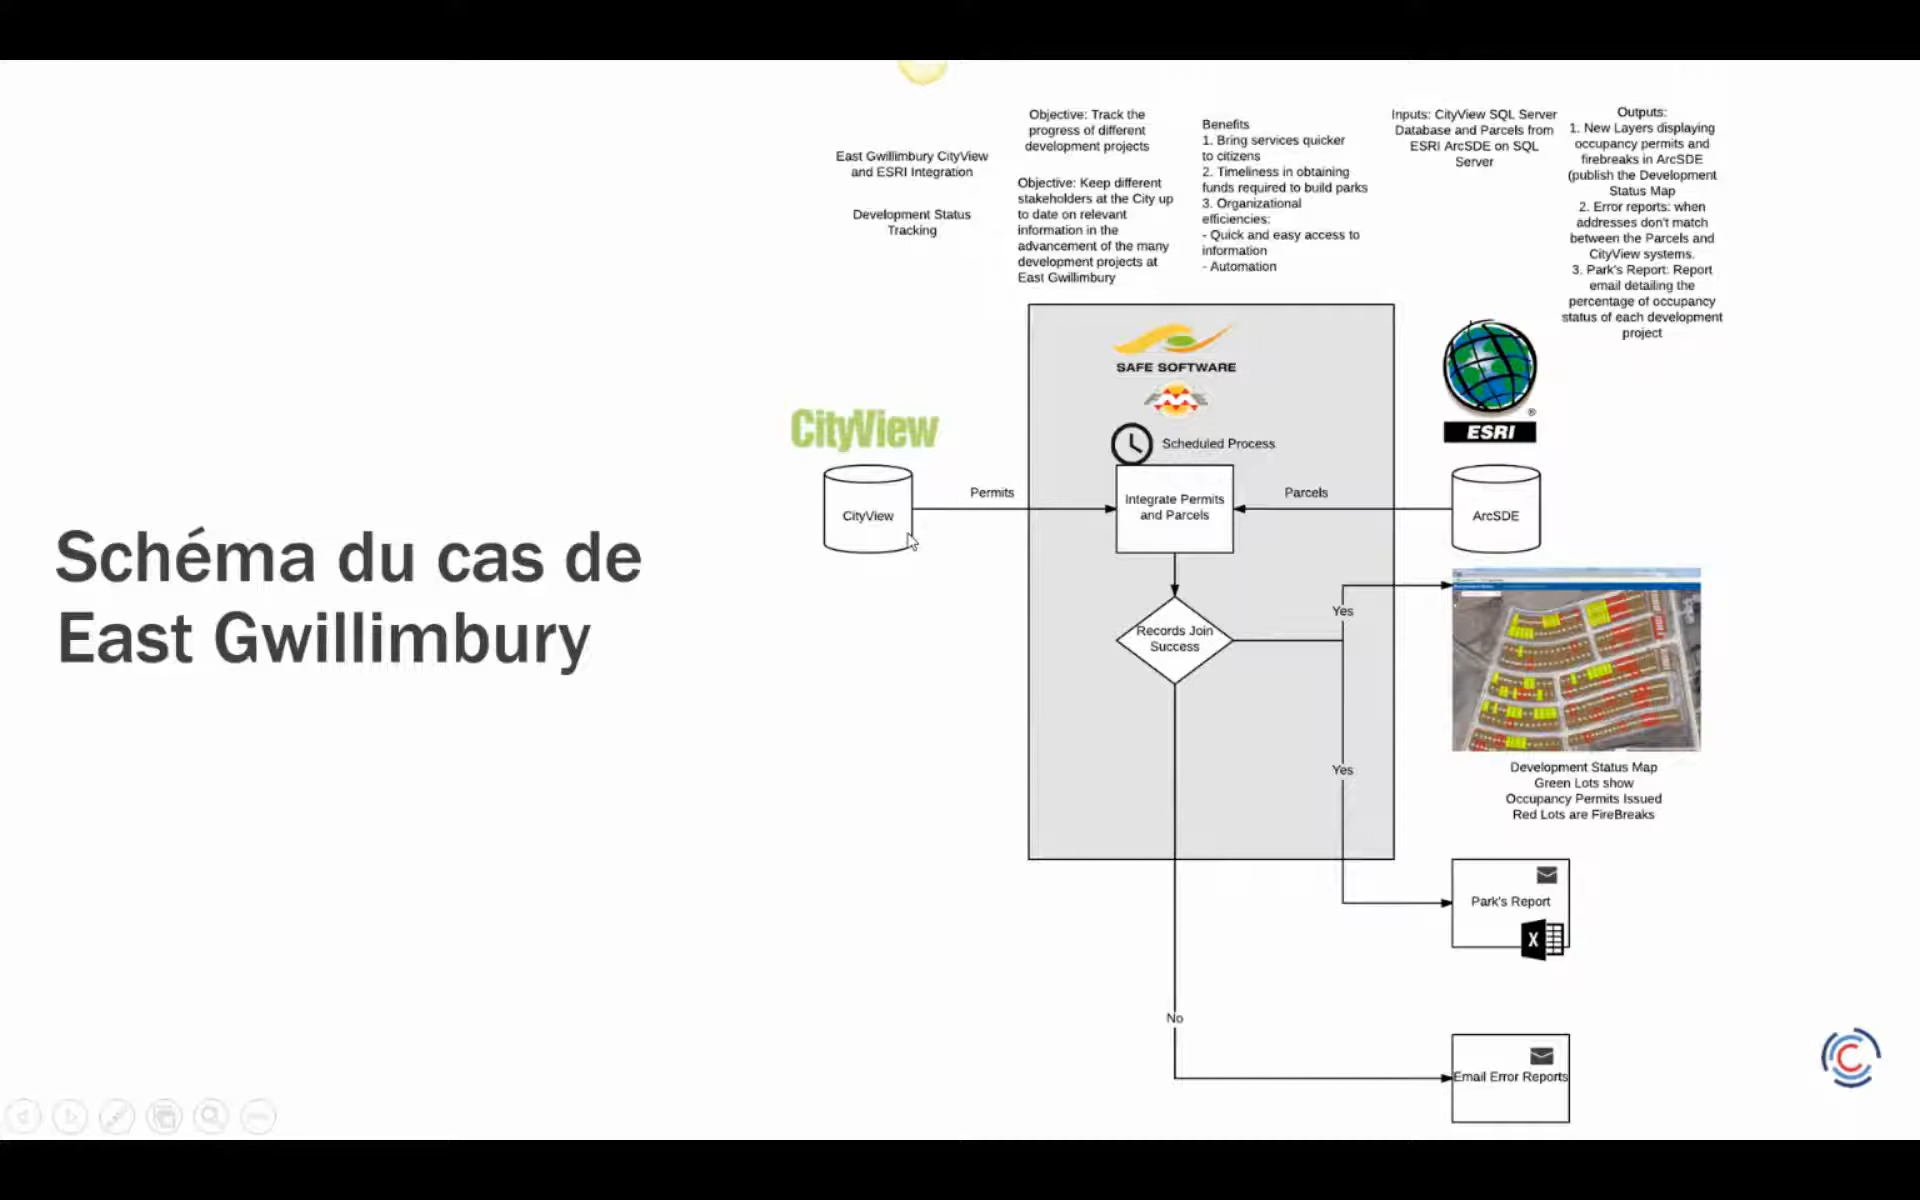 Schéma du cas de
East Gwillimbury
East Gwillimbury CityView
and ESRI Integration
Development Status
Tracking
Objective: Track the
progress of different
development projects
Objective: Keep different
stakeholders at the City up
to date on relevant
information in the
advancement of the many
development projects at
East Gwillimbury
Benefits
1. Bring services quicker
to citizens
2. Timeliness in obtaining
funds required to build parks
3. Organizational
efficiencies:
- Quick and easy access to
information
- Automation
Inputs: CityView SQL Server
Database and Parcels from
ESRI ArcSDE on SQL
Server
Outputs:
1. New Layers displaying
occupancy permits and
firebreaks in ArcSDE
(publish the Development
Status Map
2. Error reports: when
addresses don't match
between the Parcels and
CityView systems.
3. Park's Report: Report
email detailing the
percentage of occupancy
status of each development
project
SAFE SOFTWARE
FME
Scheduled Process
CityView
CityView
Permits
Integrate Permits
and Parcels
Parcels
ESRI
®
ArcSDE
Records Join
Success
Yes
Yes
Development Status Map
Green Lots show
Occupancy Permits Issued
Red Lots are FireBreaks
Park's Report
X
No
Email Error Reports
C